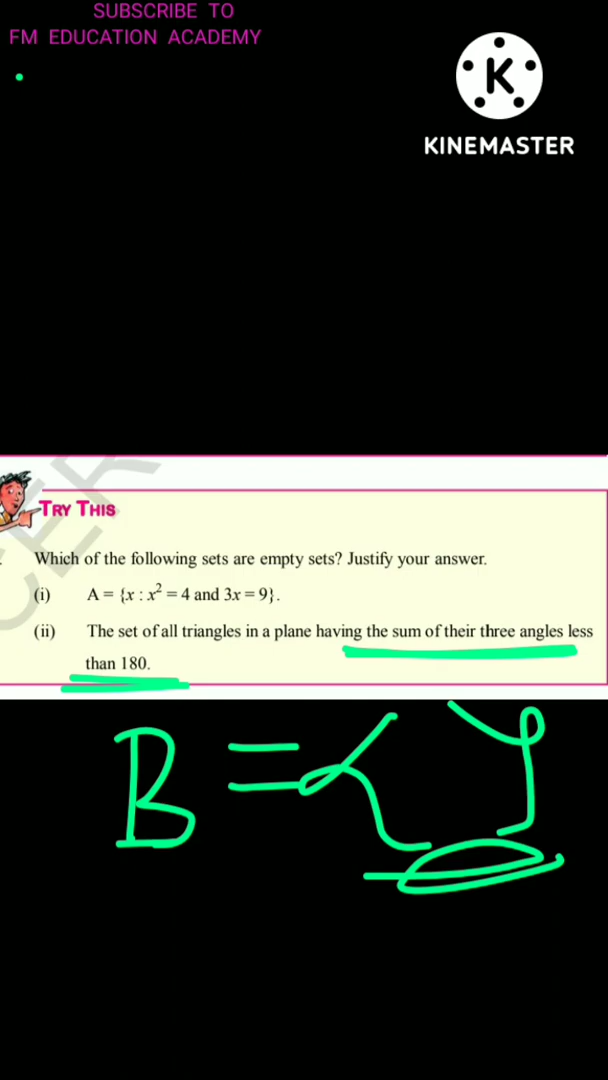 SUBSCRIBE TO
FM EDUCATION ACADEMY
K
KINEMASTER
TRY THIS
Which of the following sets are empty sets? Justify your answer.
(i) A = {x : x² = 4 and 3x = 9}.
(ii) The set of all triangles in a plane having the sum of their three angles less
than 180.
B = { }